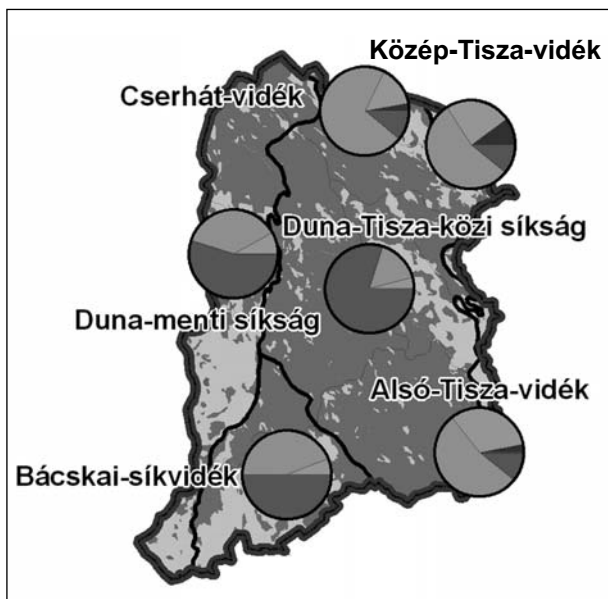 Közép-Tisza-vidék
Cserhát-vidék
Duna-Tisza-közi síkság
Duna-menti síkság
Alsó-Tisza-vidék
Bácskai-síkvidék